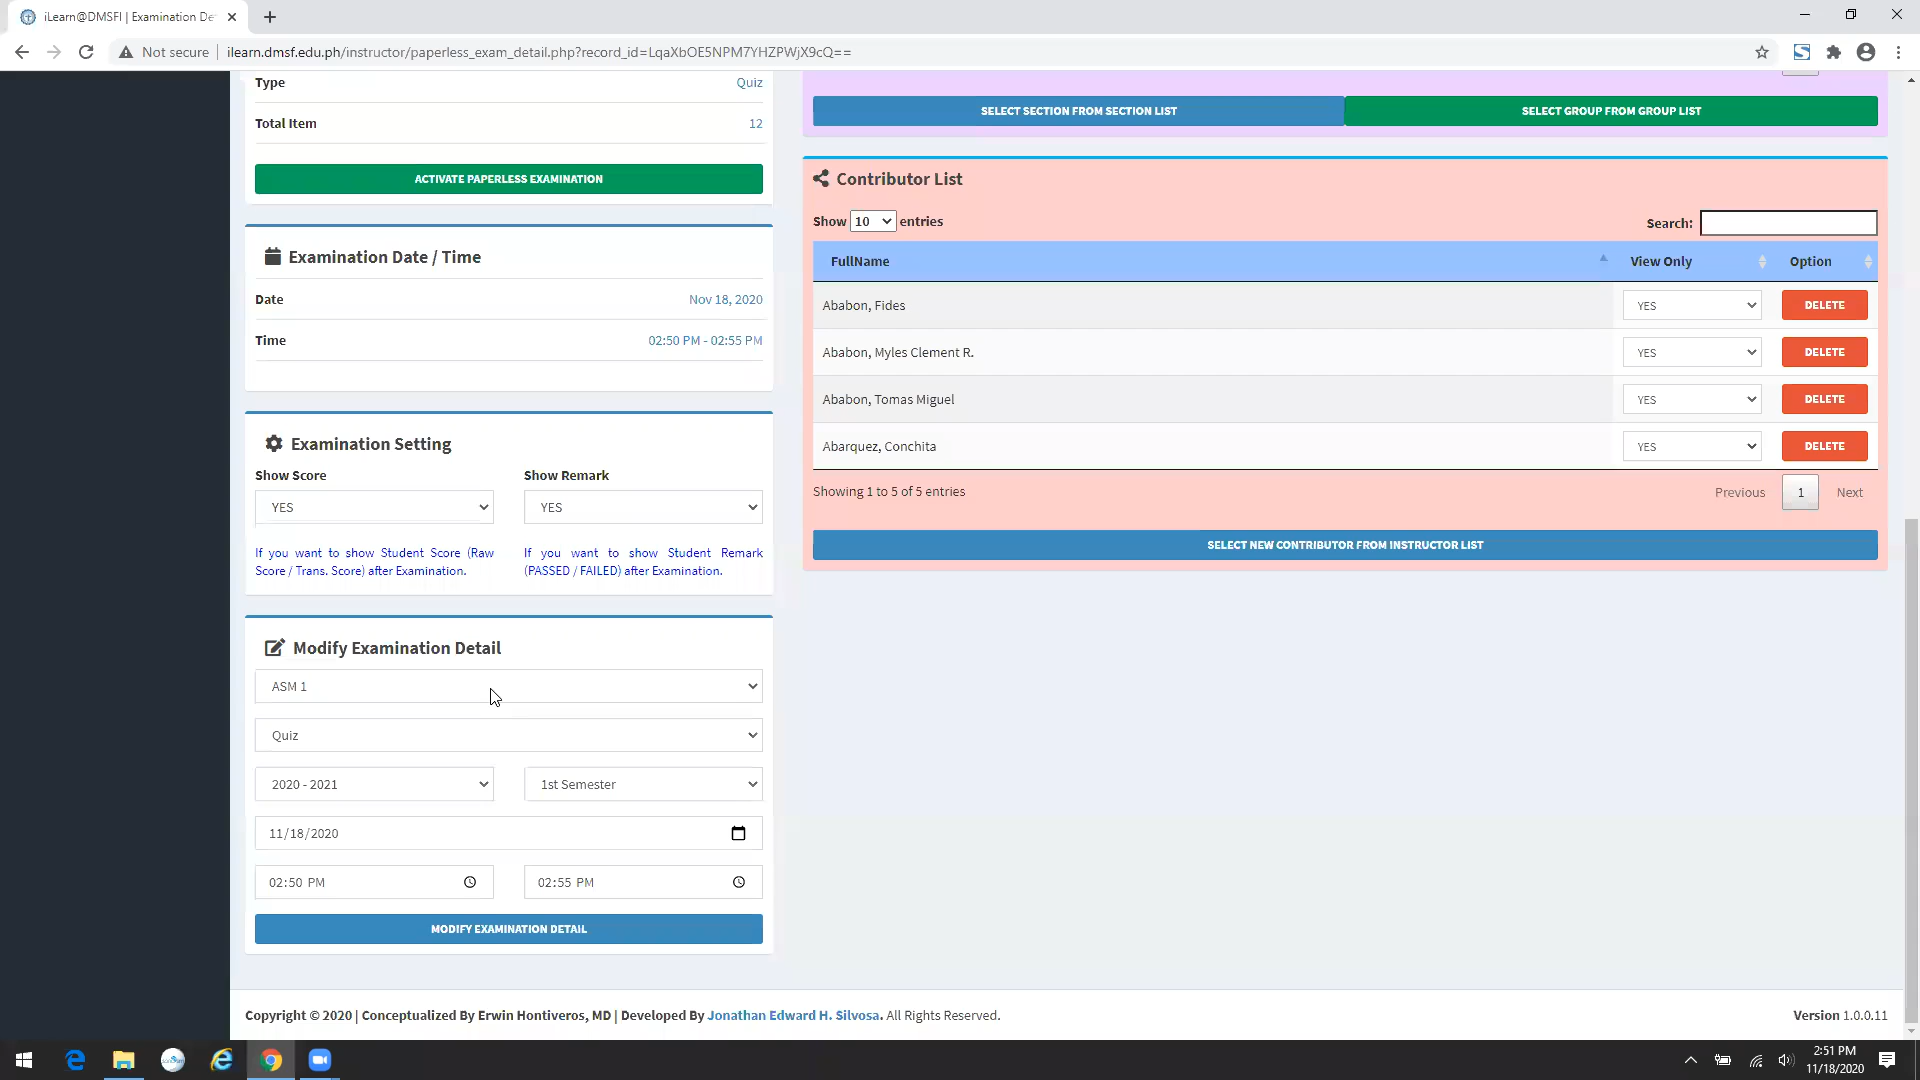 iLearn@DMSFI | Examination De
Not secure
ilearn.dmsf.edu.ph/instructor/paperless_exam_detail.php?record_id=LqaXbOE5NPM7YHZPWjX9cQ==
Type
Quiz
Total Item
12
ACTIVATE PAPERLESS EXAMINATION
Examination Date / Time
Date
Nov 18, 2020
Time
02:50 PM - 02:55 PM
Examination Setting
Show Score
Show Remark
YES
YES
If you want to show Student Score (Raw
Score / Trans. Score) after Examination.
If you want to show Student Remark
(PASSED / FAILED) after Examination.
Modify Examination Detail
ASM 1
Quiz
2020 - 2021
1st Semester
11/18/2020
02:50 PM
02:55 PM
MODIFY EXAMINATION DETAIL
SELECT SECTION FROM SECTION LIST
SELECT GROUP FROM GROUP LIST
Contributor List
Show 10 entries
Search:
FullName
View Only
Option
Ababon, Fides
YES
DELETE
Ababon, Myles Clement R.
YES
DELETE
Ababon, Tomas Miguel
YES
DELETE
Abarquez, Conchita
YES
DELETE
Showing 1 to 5 of 5 entries
Previous
1
Next
SELECT NEW CONTRIBUTOR FROM INSTRUCTOR LIST
Copyright © 2020 | Conceptualized By Erwin Hontiveros, MD | Developed By Jonathan Edward H. Silvosa. All Rights Reserved.
Version 1.0.0.11
2:51 PM
11/18/2020